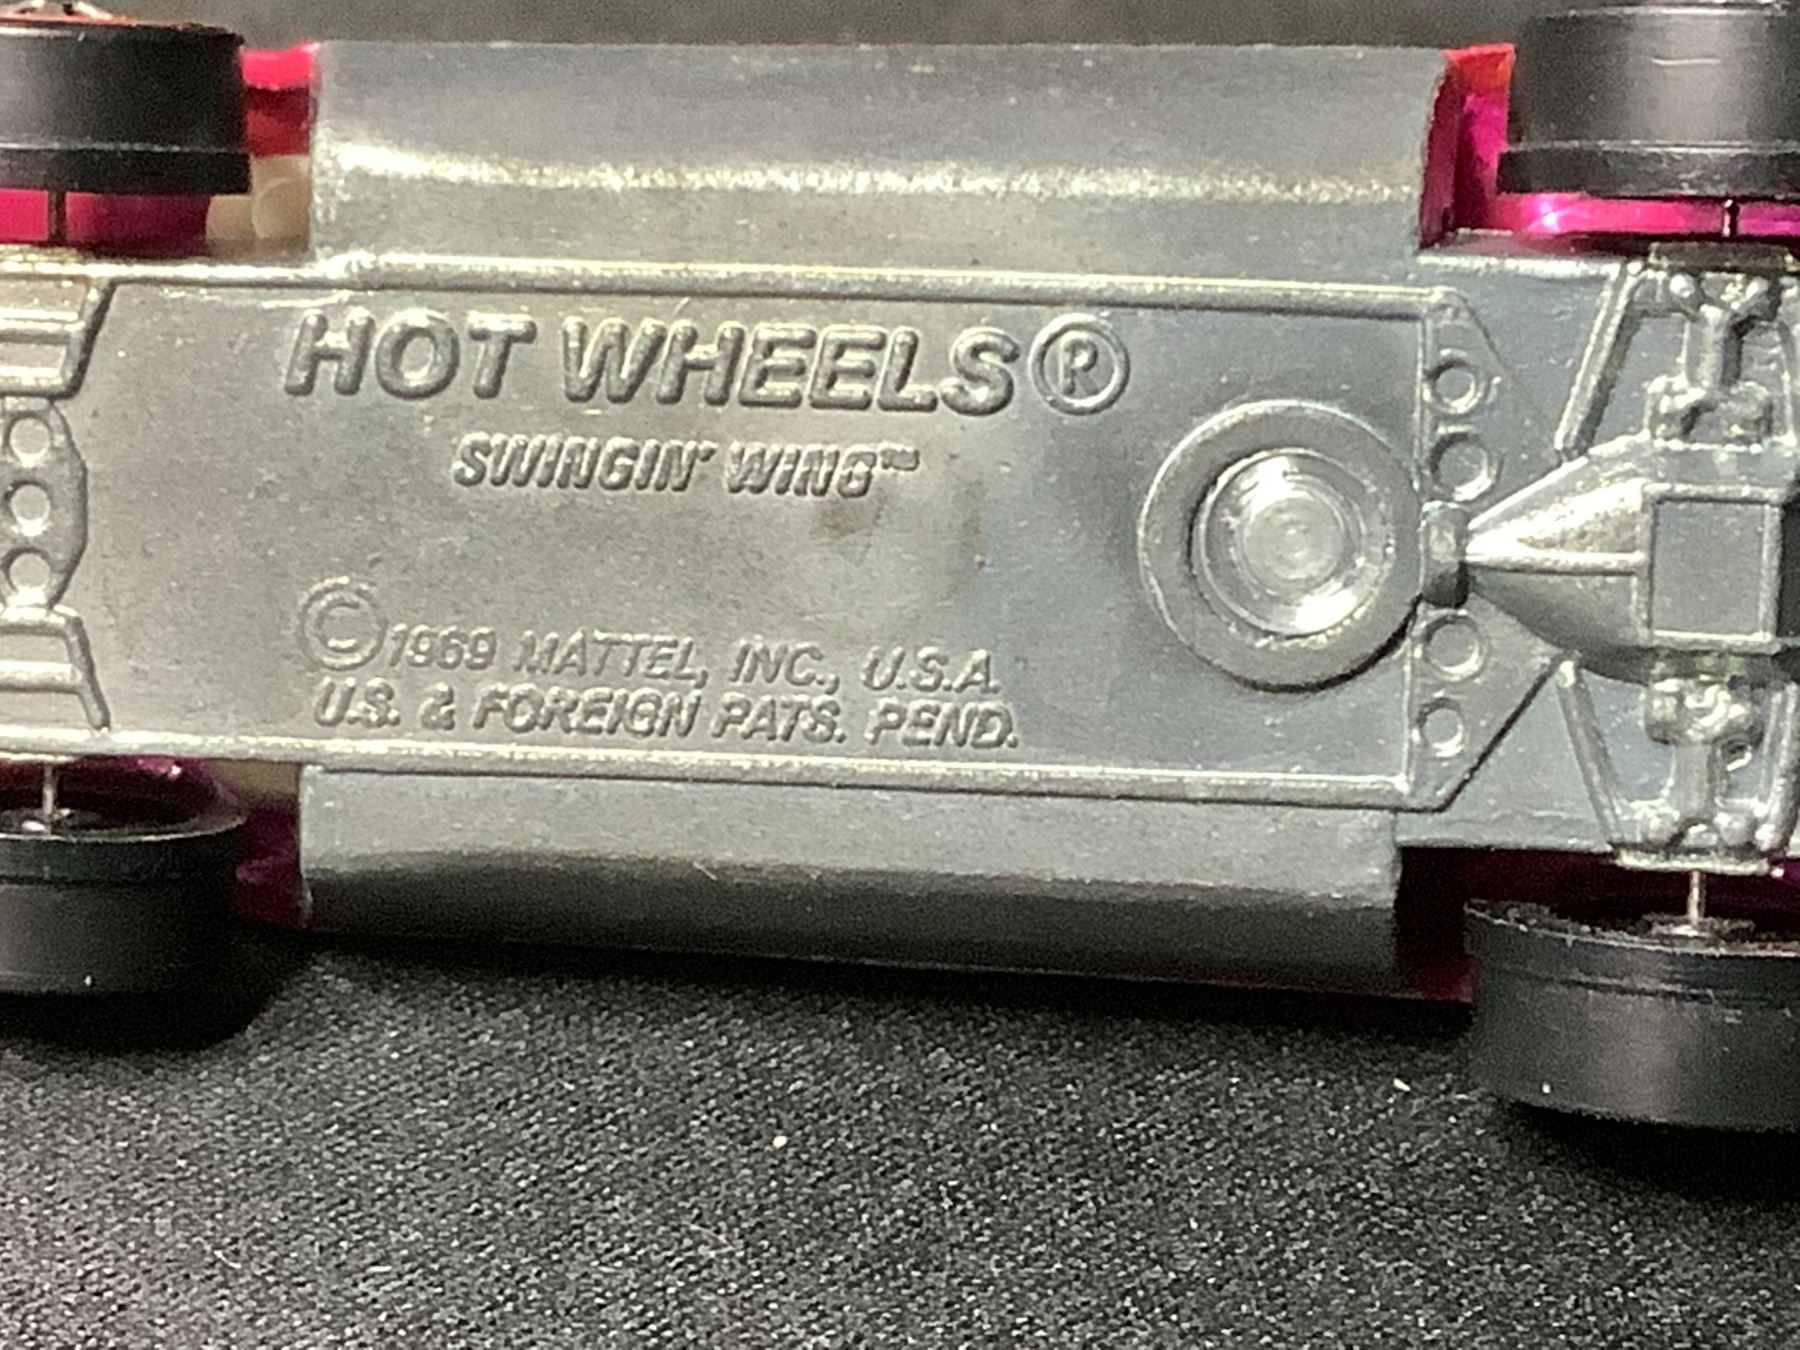 HOT WHEELS®
SWINGIN' WING™
©1969 MATTEL, INC., U.S.A.
U.S. & FOREIGN PATS. PEND.